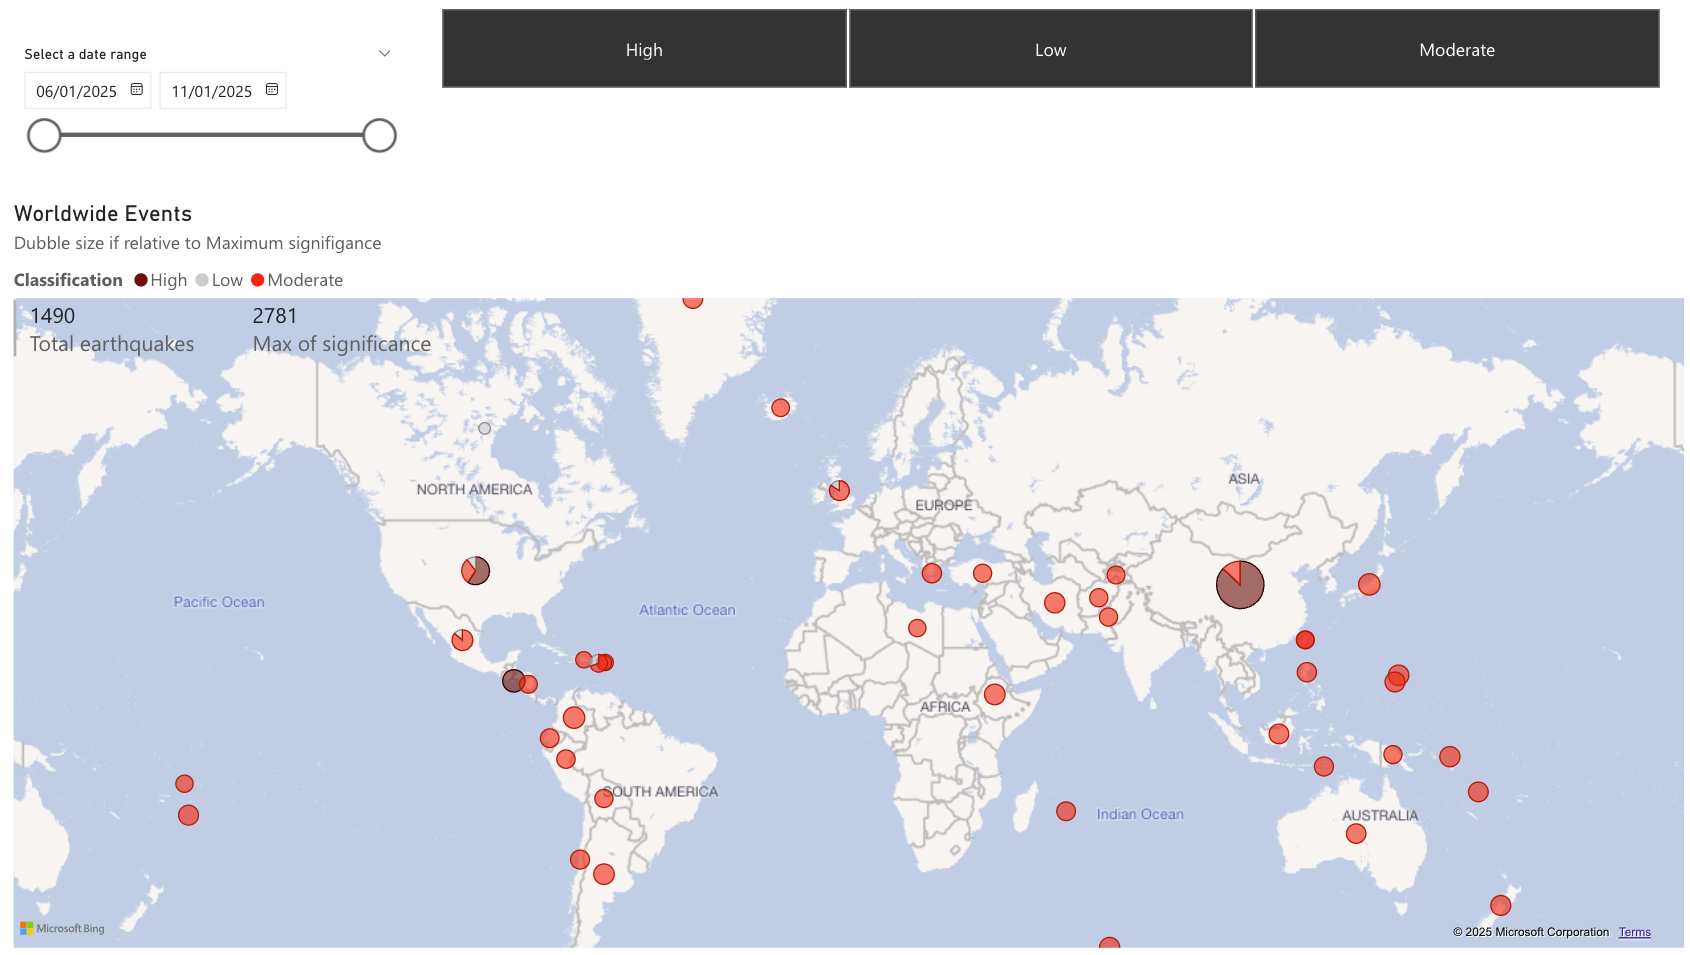 Select a date range
06/01/2025 11/01/2025
High Low Moderate
Worldwide Events
Dubble size if relative to Maximum signifigance
Classification High Low Moderate
1490 2781
Total earthquakes Max of significance
NORTH AMERICA
ASIA
EUROPE
Pacific Ocean
Atlantic Ocean
AFRICA
SOUTH AMERICA
Indian Ocean
AUSTRALIA
Microsoft Bing
© 2025 Microsoft Corporation Terms